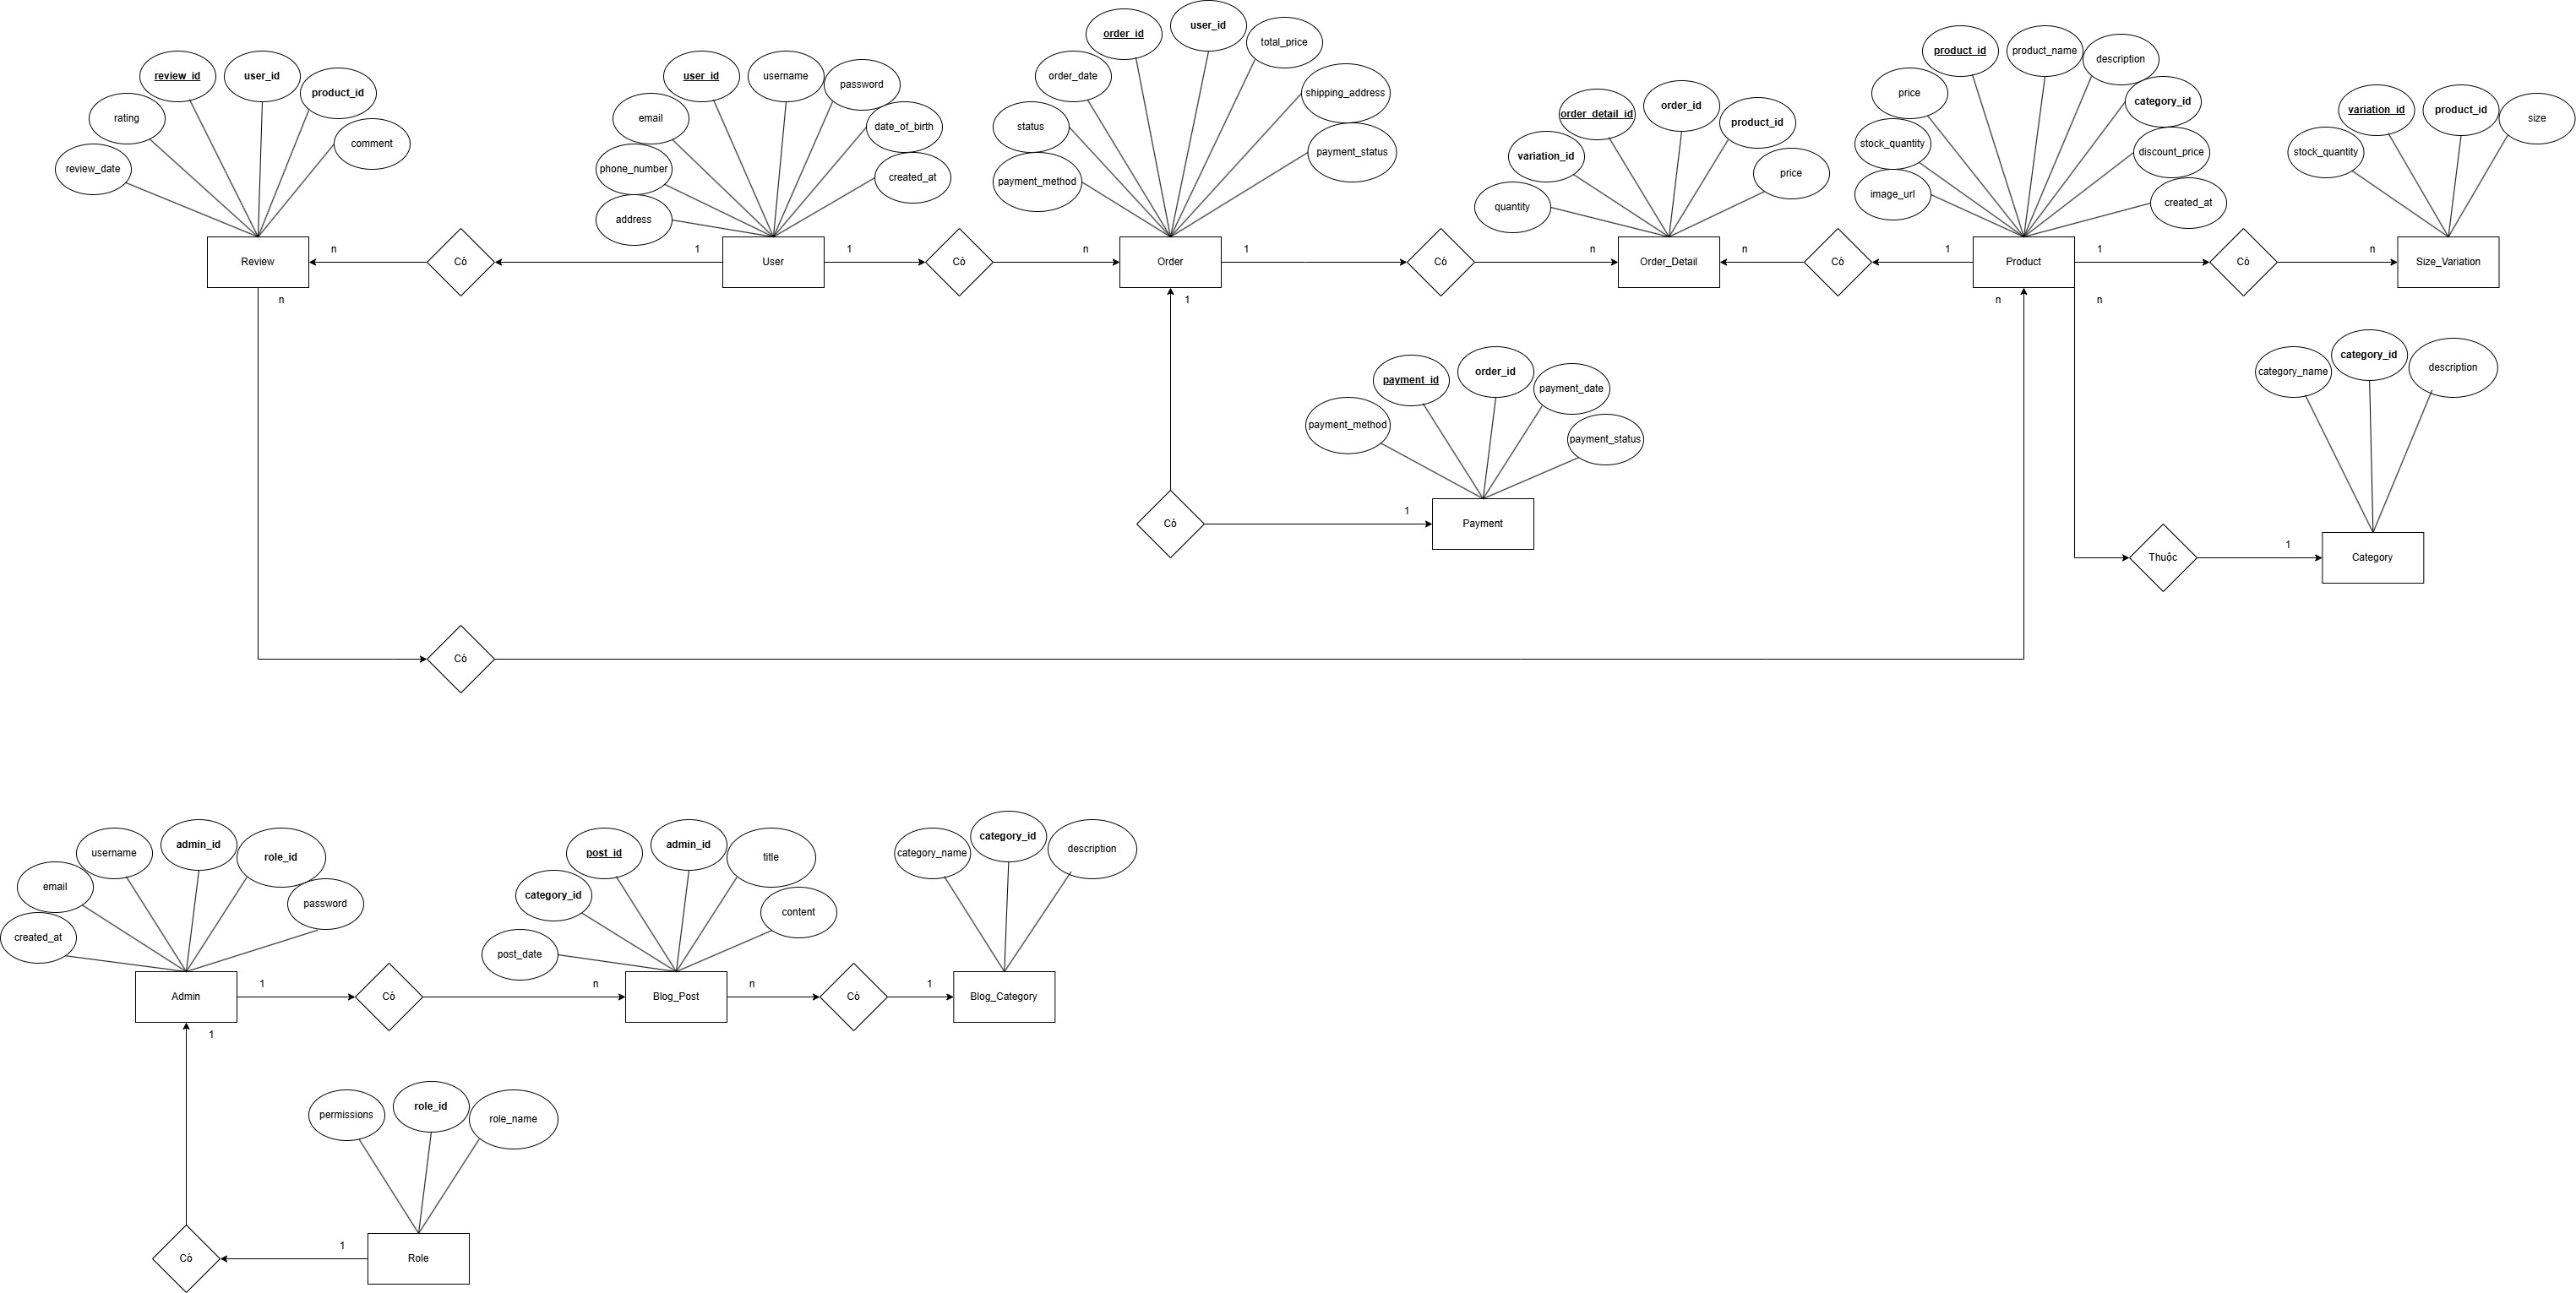 review_id
user_id
product_id
rating
comment
review_date
Review
n
n
Có
user_id
username
password
email
date_of_birth
phone_number
created_at
address
User
1
1
Có
n
order_id
user_id
total_price
order_date
shipping_address
status
payment_status
payment_method
Order
1
1
Có
n
order_detail_id
order_id
product_id
variation_id
price
quantity
Order_Detail
n
Có
1
product_id
product_name
description
price
category_id
stock_quantity
discount_price
image_url
created_at
Product
1
n
n
Có
n
variation_id
product_id
size
stock_quantity
Size_Variation
payment_id
order_id
payment_date
payment_method
payment_status
Có
1
Payment
category_name
category_id
description
Thuộc
1
Category
Có
username
admin_id
role_id
email
password
created_at
Admin
1
1
Có
n
post_id
admin_id
title
category_id
content
post_date
Blog_Post
n
Có
1
category_name
category_id
description
Blog_Category
permissions
role_id
role_name
Có
1
Role